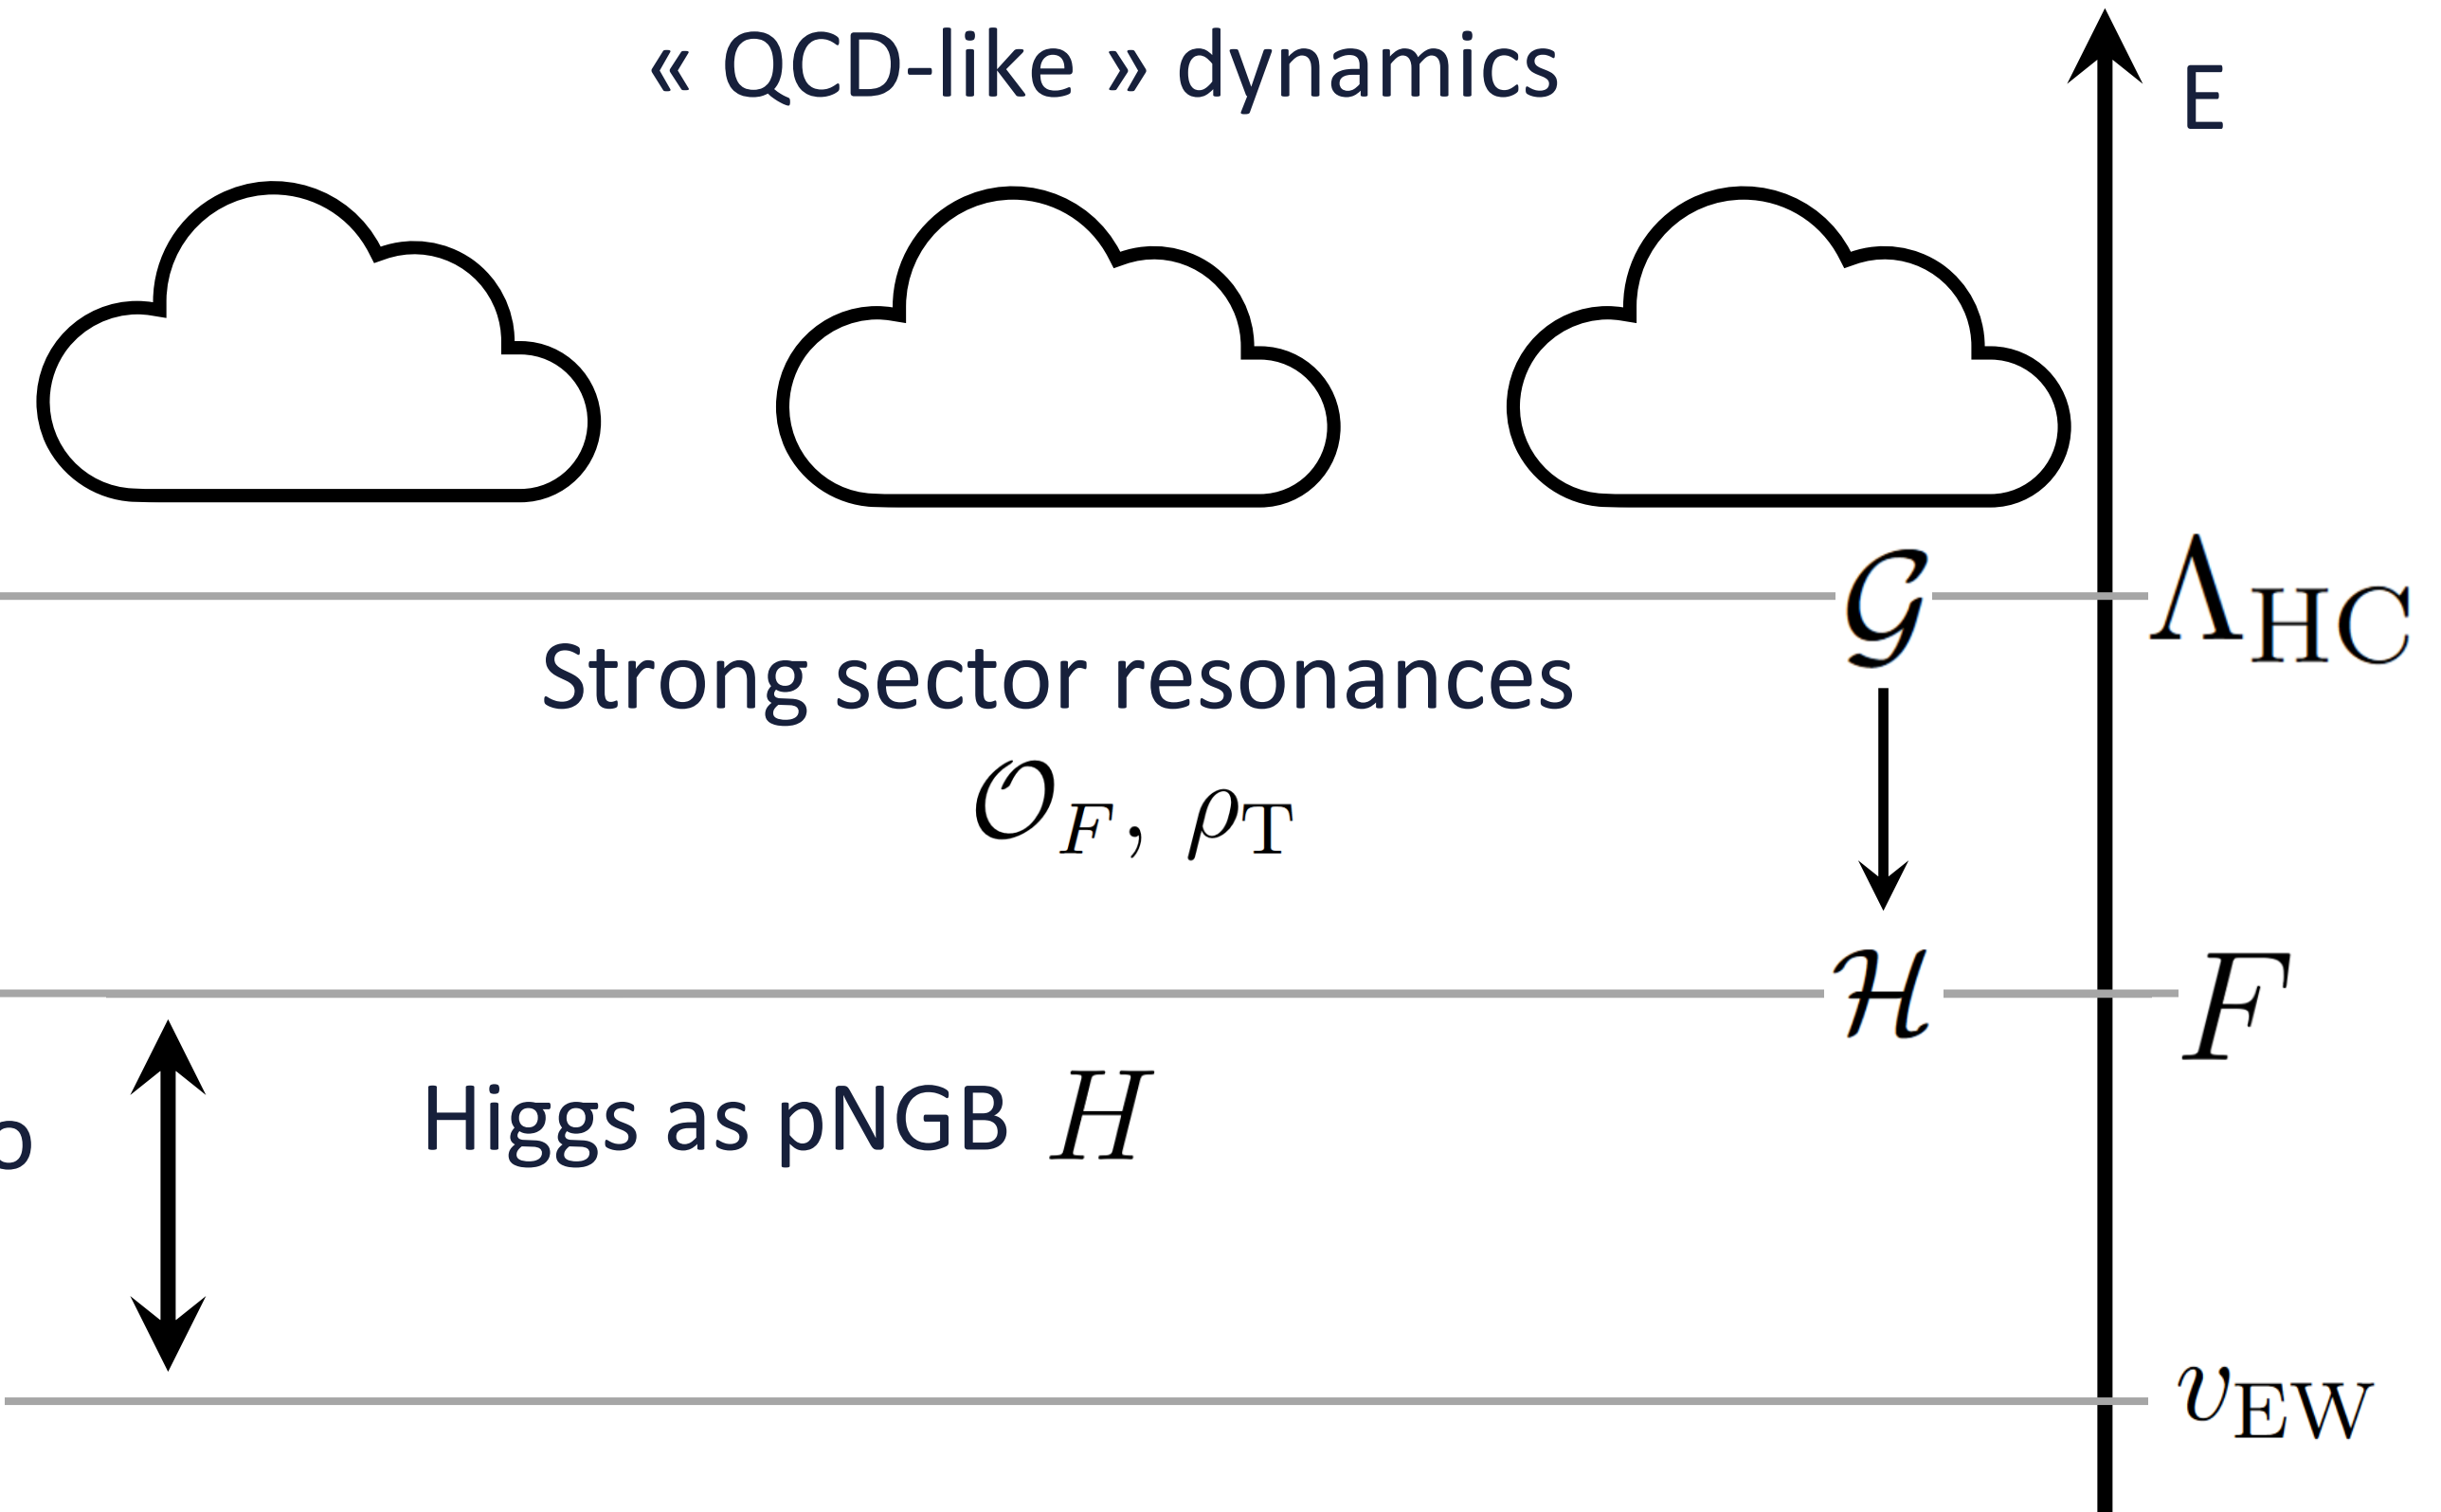 « QCD-like » dynamics
E
𝒢
Λ_HC
Strong sector resonances
𝒪_F, ρ_T
ℋ
F
Higgs as pNGB H
v_EW